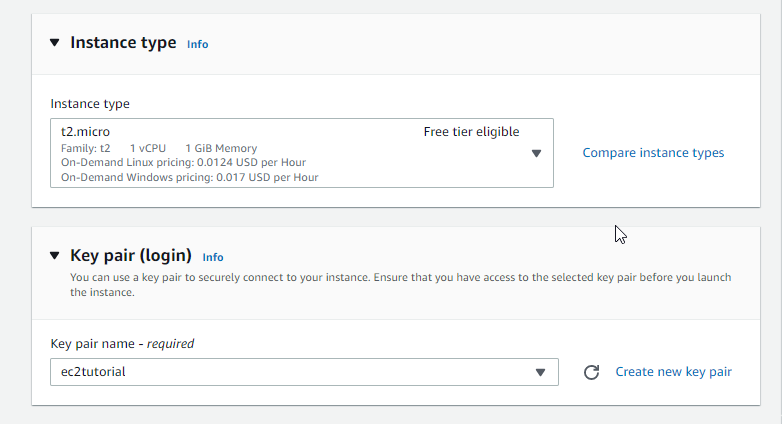 Instance type Info
Instance type
t2.micro Free tier eligible
Family: t2 1 vCPU 1 GiB Memory
On-Demand Linux pricing: 0.0124 USD per Hour
On-Demand Windows pricing: 0.017 USD per Hour
Compare instance types
Key pair (login) Info
You can use a key pair to securely connect to your instance. Ensure that you have access to the selected key pair before you launch
the instance.
Key pair name - required
ec2tutorial
Create new key pair